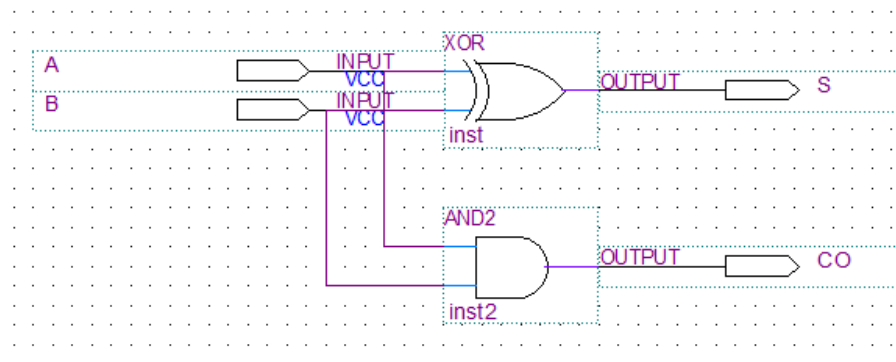 XOR
A INPUT
VCC
OUTPUT S
B INPUT
VCC
inst
AND2
OUTPUT CO
inst2